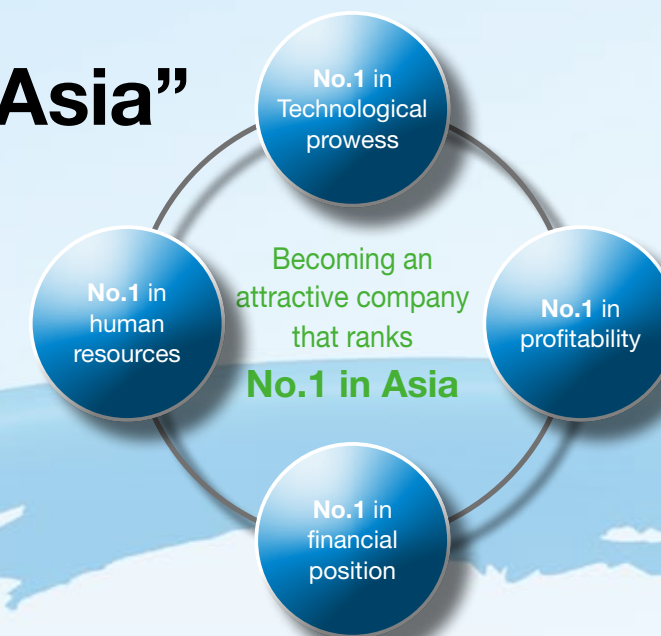 Asia”
No.1 in
Technological
prowess
No.1 in
human
resources
Becoming an
attractive company
that ranks
No.1 in Asia
No.1 in
profitability
No.1 in
financial
position